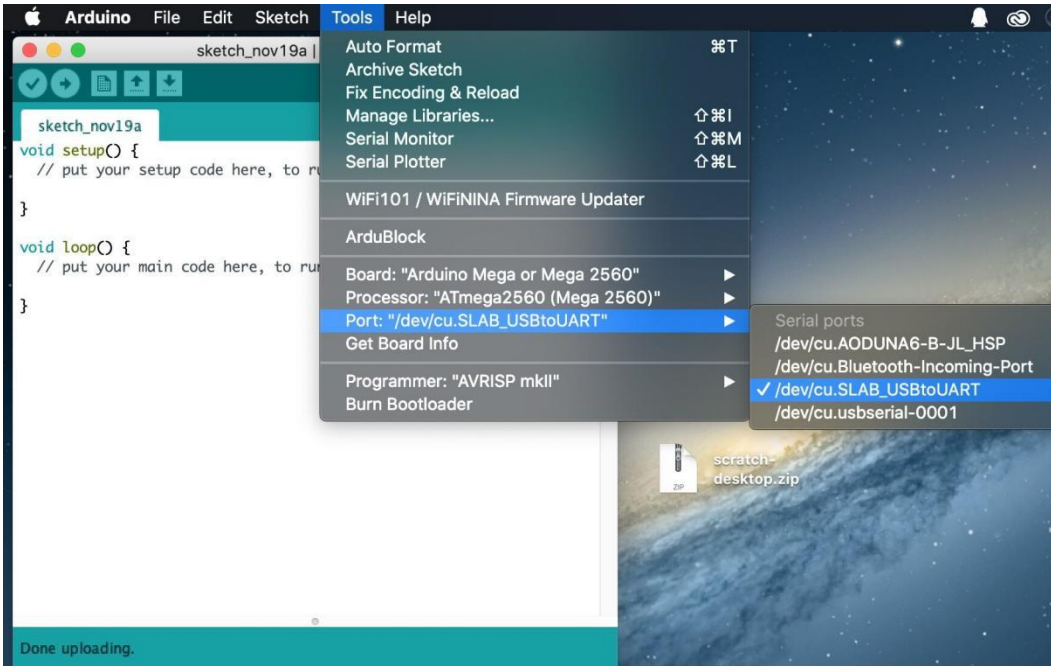 Arduino File Edit Sketch Tools Help
sketch_nov19a |
sketch_nov19a
void setup() {
// put your setup code here, to
}
void loop() {
// put your main code here, to
}
Done uploading.
Auto Format ⌘T
Archive Sketch
Fix Encoding & Reload
Manage Libraries... ⇧⌘I
Serial Monitor ⇧⌘M
Serial Plotter ⇧⌘L
WiFi101 / WiFiNINA Firmware Updater
ArduBlock
Board: "Arduino Mega or Mega 2560"
Processor: "ATmega2560 (Mega 2560)"
Port: "/dev/cu.SLAB_USBtoUART"
Get Board Info
Programmer: "AVRISP mkII"
Burn Bootloader
Serial ports
/dev/cu.AODUNA6-B-JL_HSP
/dev/cu.Bluetooth-Incoming-Port
✓ /dev/cu.SLAB_USBtoUART
/dev/cu.usbserial-0001
ZIP
scratch-
desktop.zip